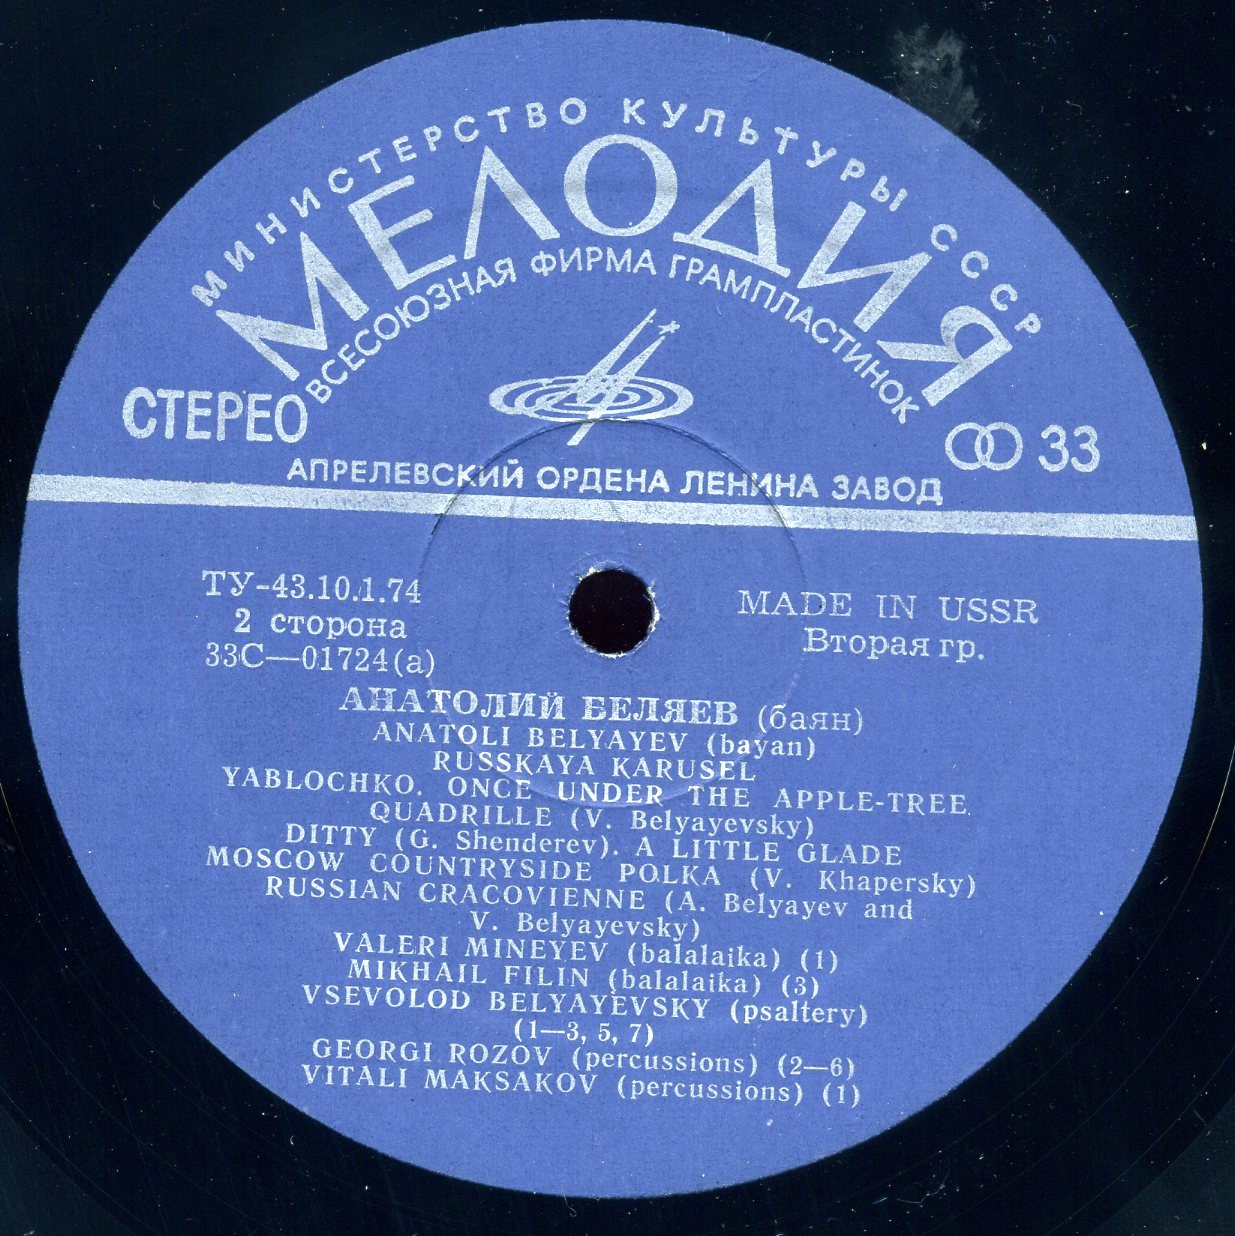 МИНИСТЕРСТВО КУЛЬТУРЫ СССР
МЕЛОДИЯ
ВСЕСОЮЗНАЯ ФИРМА ГРАМПЛАСТИНОК
СТЕРЕО
33
АПРЕЛЕВСКИЙ ОРДЕНА ЛЕНИНА ЗАВОД
ТУ-43.10.1.74
MADE IN USSR
2 сторона
Вторая гр.
33С—01724(а)
АНАТОЛИЙ БЕЛЯЕВ (баян)
ANATOLI BELYAYEV (bayan)
RUSSKAYA KARUSEL
YABLOCHKO. ONCE UNDER THE APPLE-TREE.
QUADRILLE (V. Belyayevsky)
DITTY (G. Shenderev). A LITTLE GLADE
MOSCOW COUNTRYSIDE POLKA (V. Khapersky)
RUSSIAN CRACOVIENNE (A. Belyayev and
V. Belyayevsky)
VALERI MINEYEV (balalaika) (1)
MIKHAIL FILIN (balalaika) (3)
VSEVOLOD BELYAYEVSKY (psaltery)
(1—3, 5, 7)
GEORGI ROZOV (percussions) (2—6)
VITALI MAKSAKOV (percussions) (1)